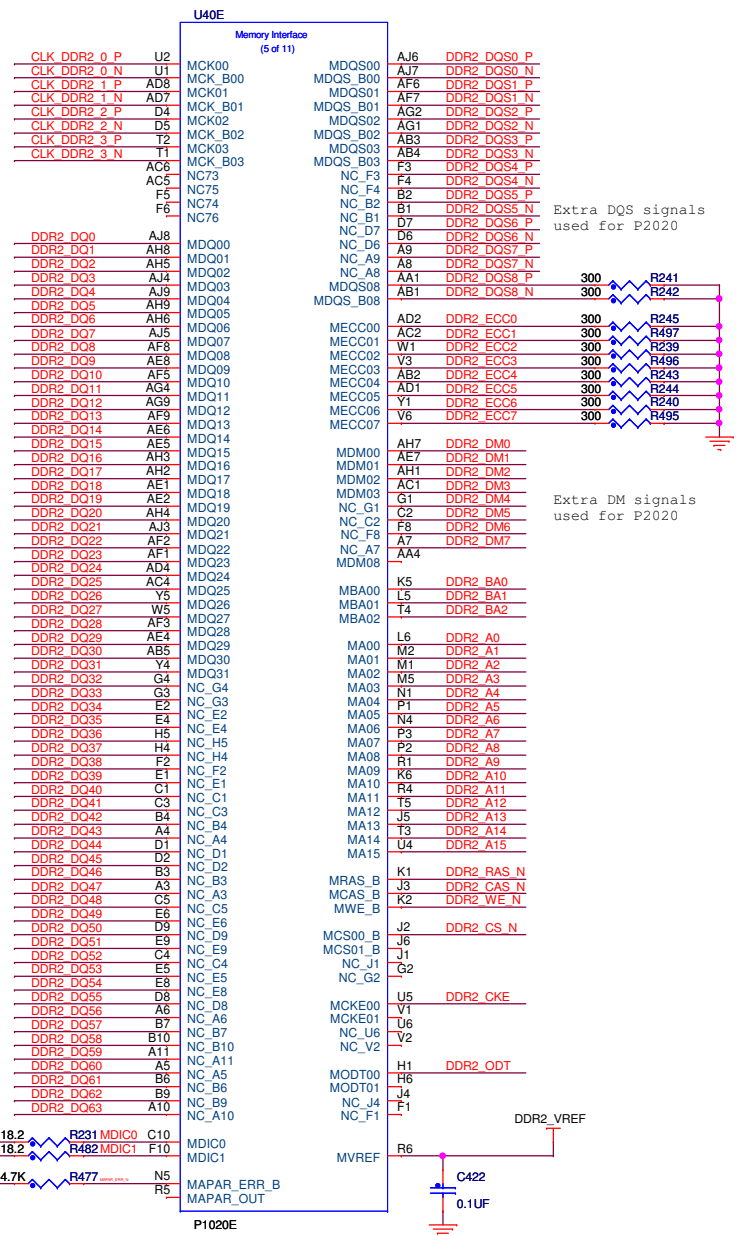 U40E
Memory Interface
(5 of 11)
CLK_DDR2_0_P U2 MCK00
CLK_DDR2_0_N U1 MCK_B00
CLK_DDR2_1_P AD8 MCK01
CLK_DDR2_1_N AD7 MCK_B01
CLK_DDR2_2_P D4 MCK02
CLK_DDR2_2_N D5 MCK_B02
CLK_DDR2_3_P T2 MCK03
CLK_DDR2_3_N T1 MCK_B03
AC6 NC73
AC5 NC75
F5 NC74
F6 NC76
DDR2_DQ0 AJ8 MDQ00
DDR2_DQ1 AH8 MDQ01
DDR2_DQ2 AH5 MDQ02
DDR2_DQ3 AJ4 MDQ03
DDR2_DQ4 AJ9 MDQ04
DDR2_DQ5 AH9 MDQ05
DDR2_DQ6 AH6 MDQ06
DDR2_DQ7 AJ5 MDQ07
DDR2_DQ8 AF8 MDQ08
DDR2_DQ9 AE8 MDQ09
DDR2_DQ10 AF5 MDQ10
DDR2_DQ11 AG4 MDQ11
DDR2_DQ12 AG9 MDQ12
DDR2_DQ13 AF9 MDQ13
DDR2_DQ14 AE6 MDQ14
DDR2_DQ15 AE5 MDQ15
DDR2_DQ16 AH3 MDQ16
DDR2_DQ17 AH2 MDQ17
DDR2_DQ18 AE1 MDQ18
DDR2_DQ19 AE2 MDQ19
DDR2_DQ20 AH4 MDQ20
DDR2_DQ21 AJ3 MDQ21
DDR2_DQ22 AF2 MDQ22
DDR2_DQ23 AF1 MDQ23
DDR2_DQ24 AD4 MDQ24
DDR2_DQ25 AC4 MDQ25
DDR2_DQ26 Y5 MDQ26
DDR2_DQ27 W5 MDQ27
DDR2_DQ28 AF3 MDQ28
DDR2_DQ29 AE4 MDQ29
DDR2_DQ30 AB5 MDQ30
DDR2_DQ31 Y4 MDQ31
DDR2_DQ32 G4 NC_G4
DDR2_DQ33 G3 NC_G3
DDR2_DQ34 E2 NC_E2
DDR2_DQ35 E4 NC_E4
DDR2_DQ36 H5 NC_H5
DDR2_DQ37 H4 NC_H4
DDR2_DQ38 F2 NC_F2
DDR2_DQ39 E1 NC_E1
DDR2_DQ40 C1 NC_C1
DDR2_DQ41 C3 NC_C3
DDR2_DQ42 B4 NC_B4
DDR2_DQ43 A4 NC_A4
DDR2_DQ44 D1 NC_D1
DDR2_DQ45 D2 NC_D2
DDR2_DQ46 B3 NC_B3
DDR2_DQ47 A3 NC_A3
DDR2_DQ48 C5 NC_C5
DDR2_DQ49 E6 NC_E6
DDR2_DQ50 D9 NC_D9
DDR2_DQ51 E9 NC_E9
DDR2_DQ52 C4 NC_C4
DDR2_DQ53 E5 NC_E5
DDR2_DQ54 E8 NC_E8
DDR2_DQ55 D8 NC_D8
DDR2_DQ56 A6 NC_A6
DDR2_DQ57 B7 NC_B7
DDR2_DQ58 B10 NC_B10
DDR2_DQ59 A11 NC_A11
DDR2_DQ60 A5 NC_A5
DDR2_DQ61 B6 NC_B6
DDR2_DQ62 B9 NC_B9
DDR2_DQ63 A10 NC_A10
18.2 R231 MDIC0 C10 MDIC0
18.2 R482 MDIC1 F10 MDIC1
4.7K R477 N5 MAPAR_ERR_B
R5 MAPAR_OUT
P1020E
MDQS00 AJ6 DDR2_DQS0_P
MDQS_B00 AJ7 DDR2_DQS0_N
MDQS01 AF6 DDR2_DQS1_P
MDQS_B01 AF7 DDR2_DQS1_N
MDQS02 AG2 DDR2_DQS2_P
MDQS_B02 AG1 DDR2_DQS2_N
MDQS03 AB3 DDR2_DQS3_P
MDQS_B03 AB4 DDR2_DQS3_N
NC_F3 F3 DDR2_DQS4_P
NC_F4 F4 DDR2_DQS4_N
NC_B2 B2 DDR2_DQS5_P
NC_B1 B1 DDR2_DQS5_N
NC_D7 D7 DDR2_DQS6_P
NC_D6 D6 DDR2_DQS6_N
NC_A9 A9 DDR2_DQS7_P
NC_A8 A8 DDR2_DQS7_N
Extra DQS signals
used for P2020
MDQS08 AA1 DDR2_DQS8_P 300 R241
MDQS_B08 AB1 DDR2_DQS8_N 300 R242
MECC00 AD2 DDR2_ECC0 300 R245
MECC01 AC2 DDR2_ECC1 300 R497
MECC02 W1 DDR2_ECC2 300 R239
MECC03 V3 DDR2_ECC3 300 R496
MECC04 AB2 DDR2_ECC4 300 R243
MECC05 AD1 DDR2_ECC5 300 R244
MECC06 Y1 DDR2_ECC6 300 R240
MECC07 V6 DDR2_ECC7 300 R495
MDM00 AH7 DDR2_DM0
MDM01 AE7 DDR2_DM1
MDM02 AH1 DDR2_DM2
MDM03 AC1 DDR2_DM3
NC_G1 G1 DDR2_DM4
NC_C2 C2 DDR2_DM5
NC_F8 F8 DDR2_DM6
NC_A7 A7 DDR2_DM7
MDM08 AA4
Extra DM signals
used for P2020
MBA00 K5 DDR2_BA0
MBA01 L5 DDR2_BA1
MBA02 T4 DDR2_BA2
MA00 L6 DDR2_A0
MA01 M2 DDR2_A1
MA02 M1 DDR2_A2
MA03 M5 DDR2_A3
MA04 N1 DDR2_A4
MA05 P1 DDR2_A5
MA06 N4 DDR2_A6
MA07 P3 DDR2_A7
MA08 P2 DDR2_A8
MA09 R1 DDR2_A9
MA10 K6 DDR2_A10
MA11 R4 DDR2_A11
MA12 T5 DDR2_A12
MA13 J5 DDR2_A13
MA14 T3 DDR2_A14
MA15 U4 DDR2_A15
MRAS_B K1 DDR2_RAS_N
MCAS_B J3 DDR2_CAS_N
MWE_B K2 DDR2_WE_N
MCS00_B J2 DDR2_CS_N
MCS01_B J6
NC_J1 J1
NC_G2 G2
MCKE00 U5 DDR2_CKE
MCKE01 V1
NC_U6 U6
NC_V2 V2
MODT00 H1 DDR2_ODT
MODT01 H6
NC_J4 J4
NC_F1 F1
DDR2_VREF
MVREF R6
C422
0.1UF